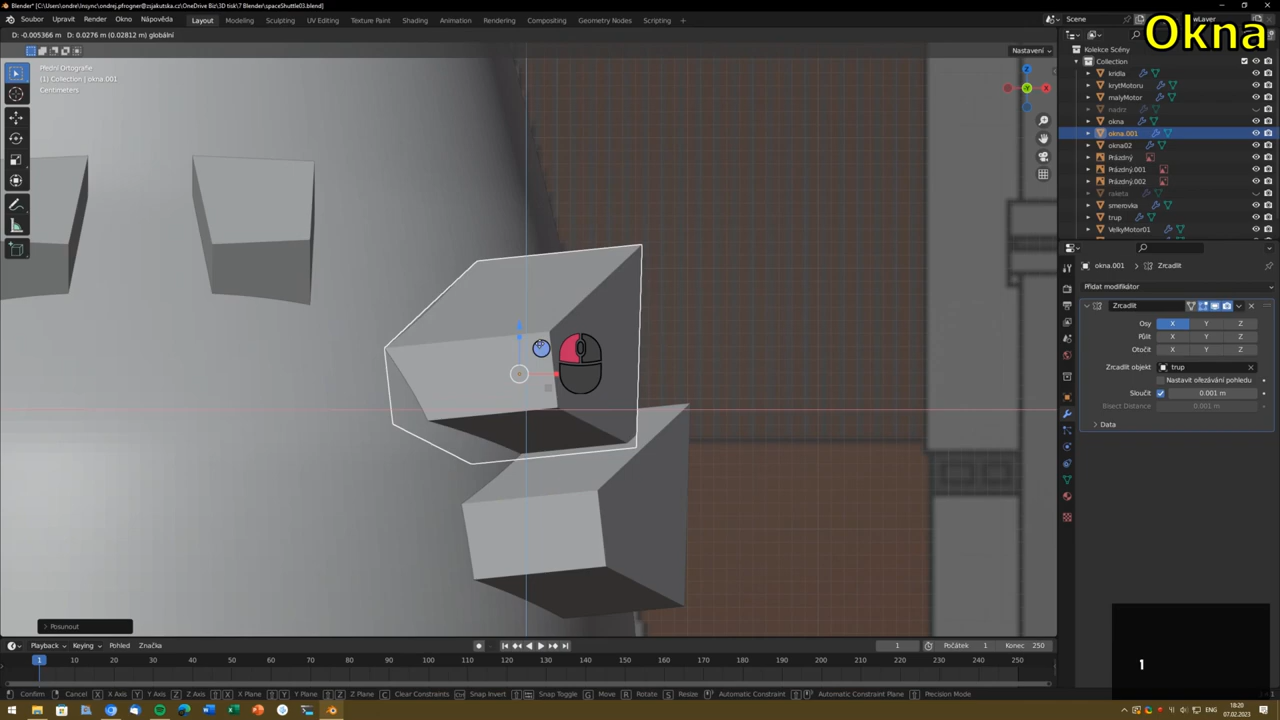 Blender* [C:\Users\ondre\Insync\ondrej.pfrogner@zsjakutska.cz\OneDrive Biz\3D tisk\7 Blender\spaceShuttle03.blend]
Soubor Upravit Render Okno Nápověda Layout Modeling Sculpting UV Editing Texture Paint Shading Animation Rendering Compositing Geometry Nodes Scripting Scene wLayer
Okna
D: -0.005366 m D: 0.0276 m (0.02812 m) globální
Nastavení
Přední Ortografie
(1) Collection | okna.001
Centimeters
Kolekce Scény
Collection
kridla
krytMotoru
malyMotor
nadrz
okna
okna.001
okna02
Prázdný
Prázdný.001
Prázdný.002
raketa
smerovka
trup
VelkyMotor01
Z
X
-Y
okna.001 Zrcadlit
Přidat modifikátor
Zrcadlit
Osy X Y Z
Půlit X Y Z
Otočit X Y Z
Zrcadlit objekt trup
Nastavit ořezávání pohledu
Sloučit 0.001 m
Bisect Distance 0.001 m
Data
Posunout
1
Playback Keying Pohled Značka 1 Počátek 1 Konec 250
1 10 20 30 40 50 60 70 80 90 100 110 120 130 140 150 160 170 180 190 200 210 220 230 240 250
Confirm Cancel X X Axis Y Y Axis Z Z Axis X X Plane Y Y Plane Z Z Plane C Clear Constraints Snap Invert Snap Toggle G Move R Rotate S Resize Automatic Constraint Automatic Constraint Plane Precision Mode
ENG
18:20
07.02.2023